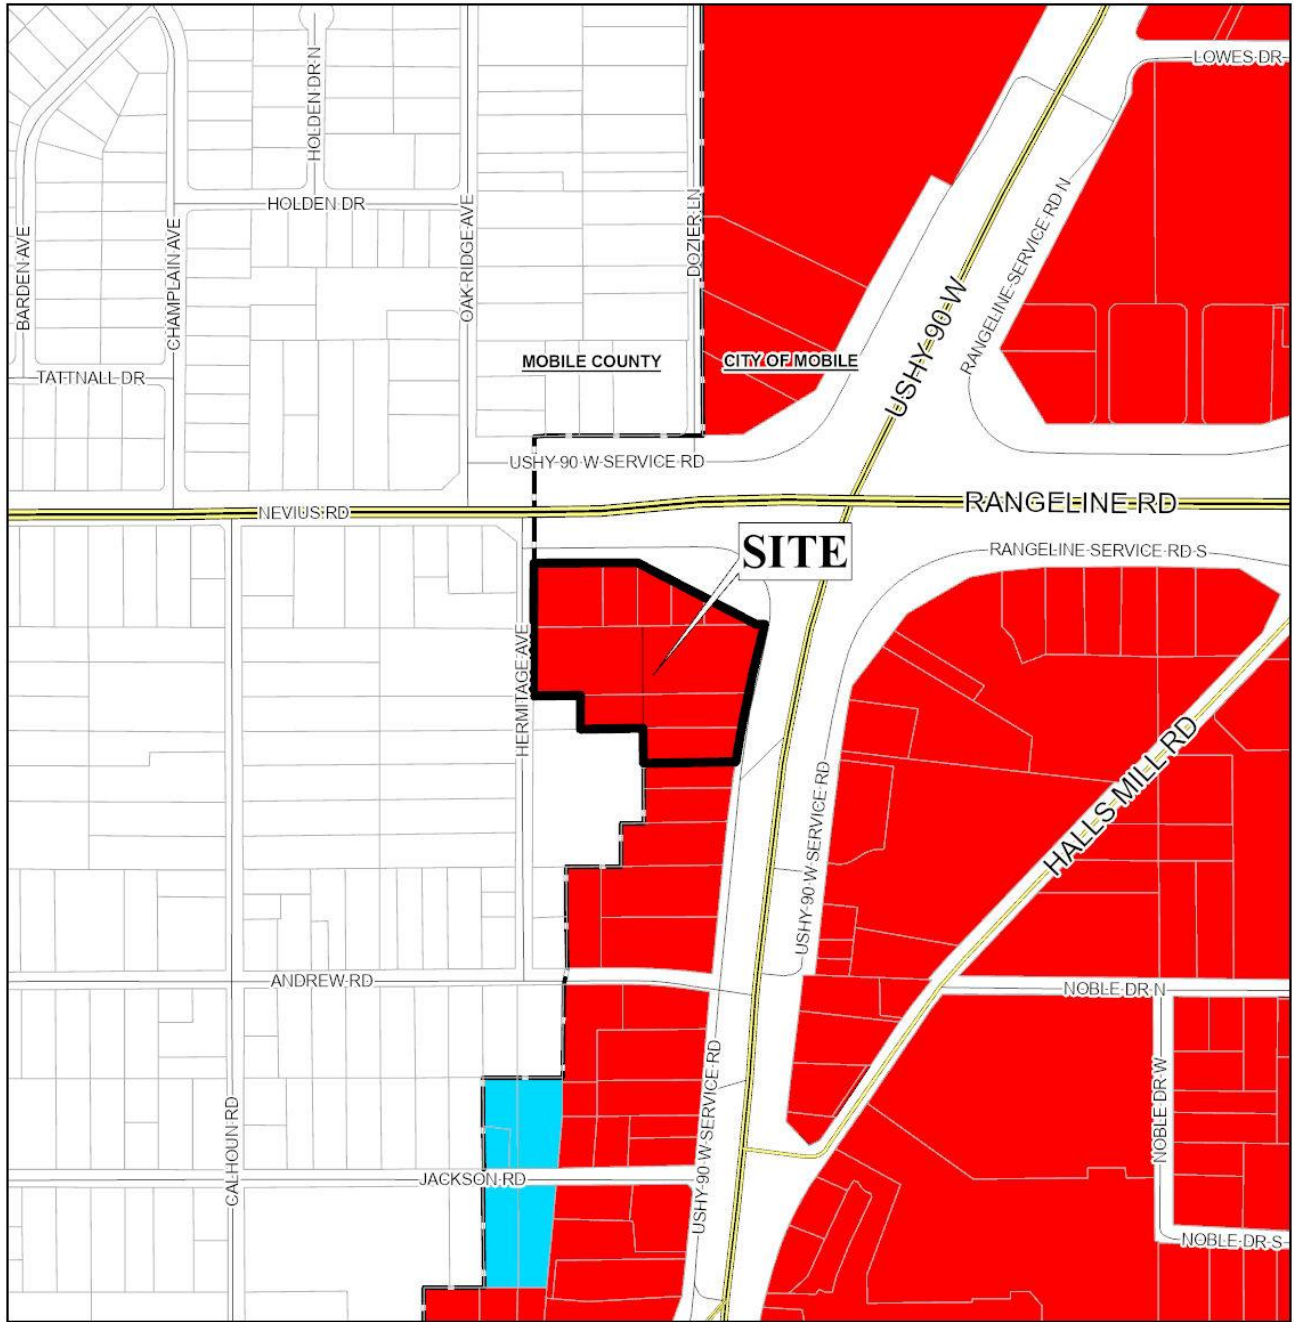 LOWES DR
HOLDEN DR N
HOLDEN DR
BARDEN AVE
CHAMPLAIN AVE
OAK RIDGE AVE
DOZIER LN
RANGELINE-SERVICE RD N
USHY 90 W
MOBILE COUNTY
CITY OF MOBILE
TATTNALL DR
USHY-90-W-SERVICE RD
NEVIUS RD
RANGELINE RD
SITE
RANGELINE-SERVICE-RD-S
HERMITAGE AVE
HALLS MILL RD
USHY-90-W-SERVICE-RD
ANDREW RD
NOBLE DR N
NOBLE DR W
CALHOUN RD
USHY-90-W-SERVICE RD
JACKSON RD
NOBLE-DR-S